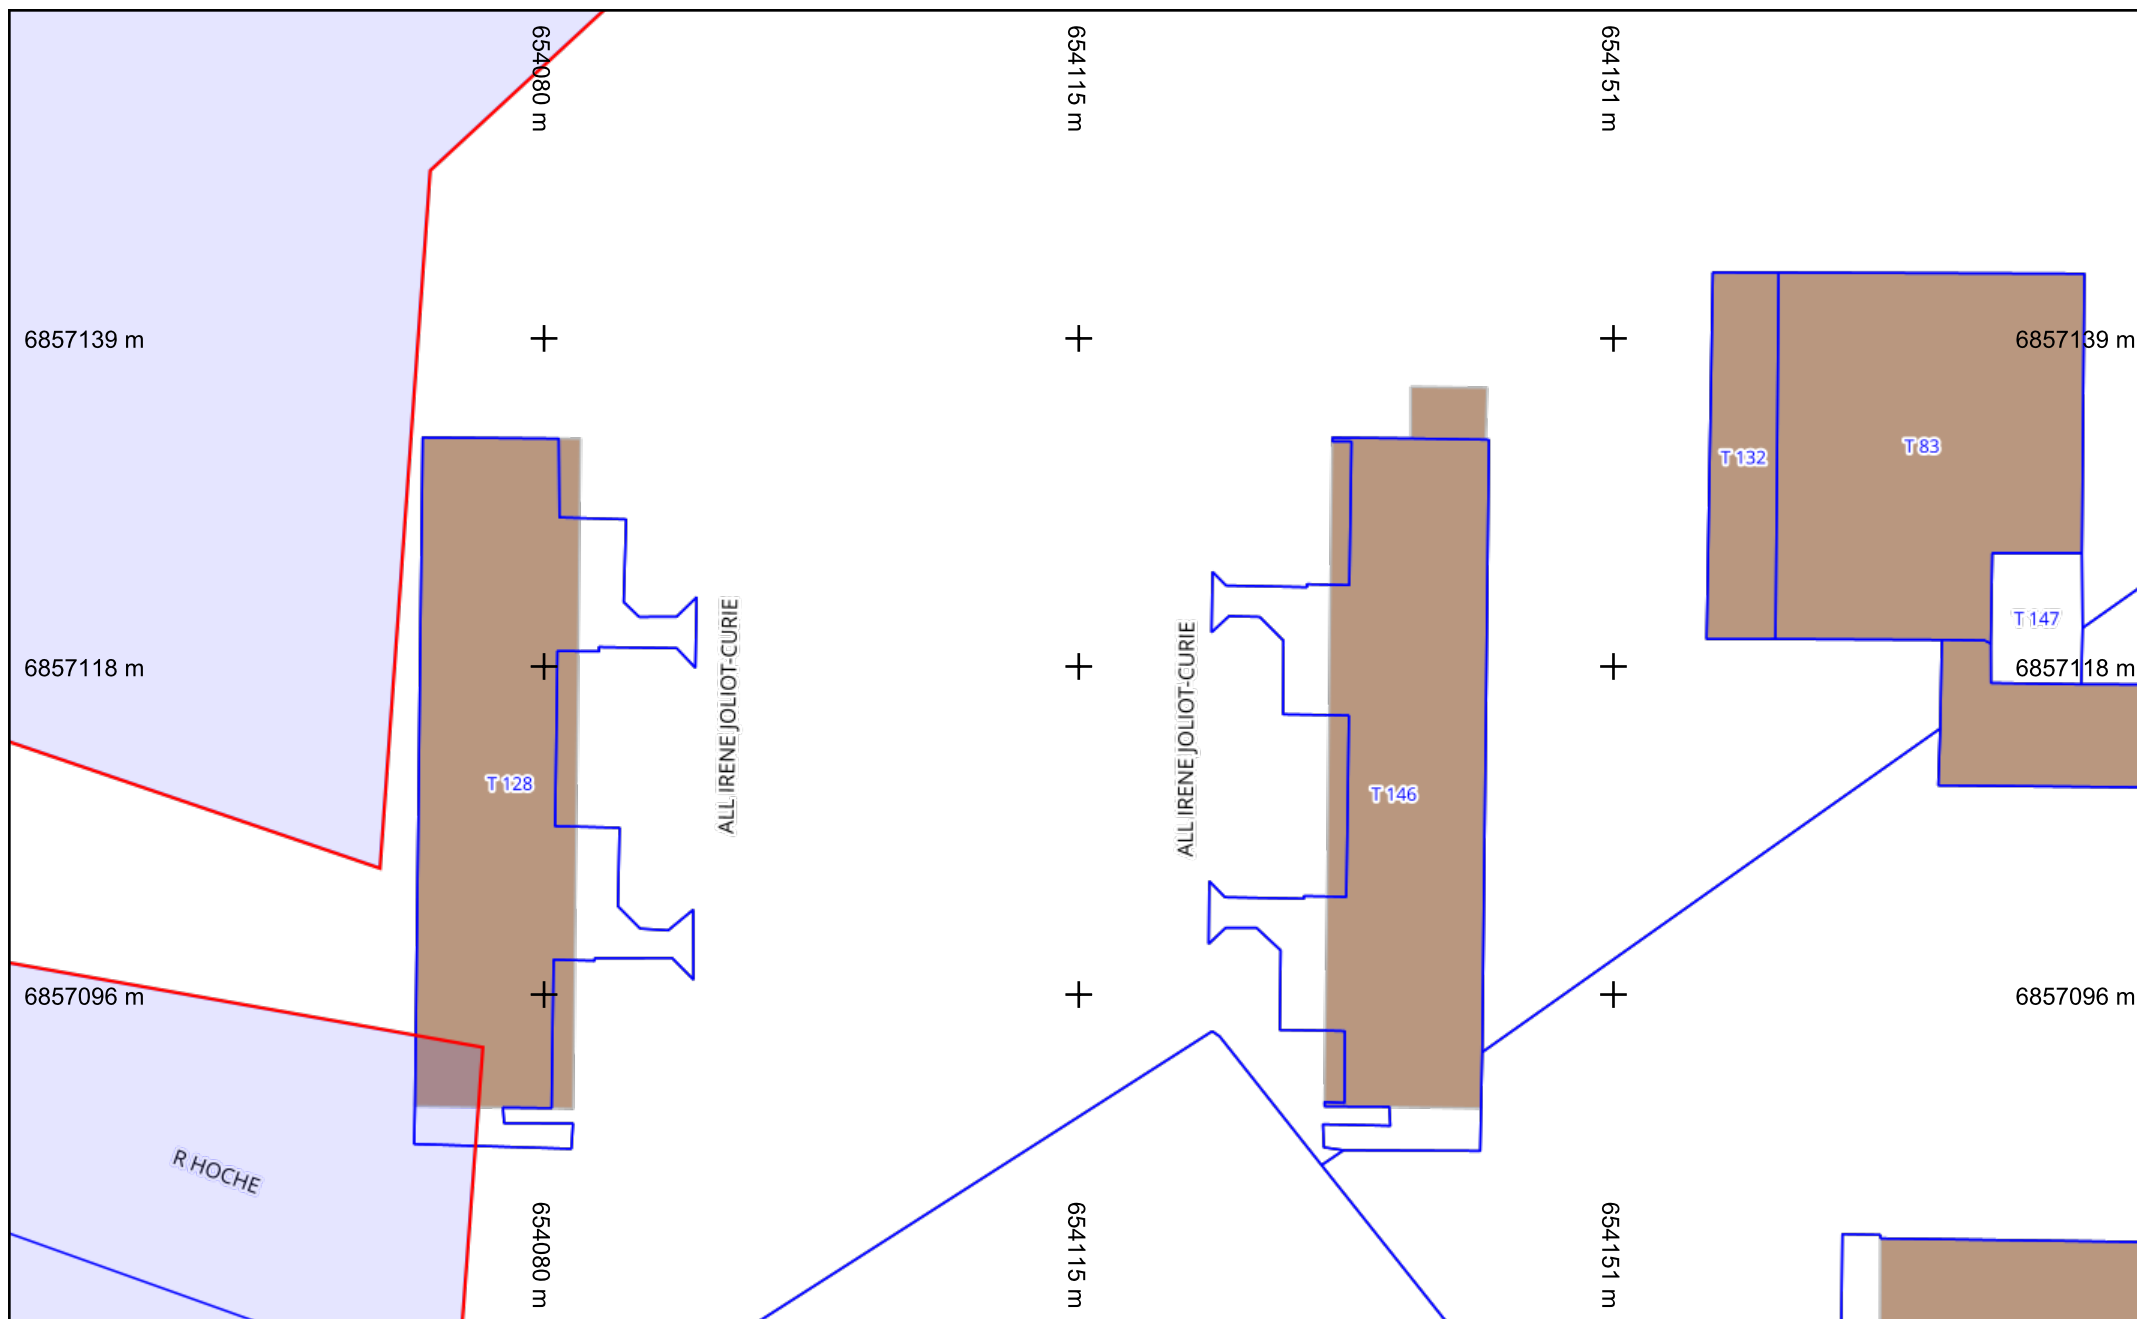 654080 m
654115 m
654151 m
6857139 m
6857139 m
T 83
T 132
ALL IRENE JOLIOT-CURIE
ALL IRENE JOLIOT-CURIE
T 147
6857118 m
6857118 m
T 128
T 146
6857096 m
6857096 m
R HOCHE
654080 m
654115 m
654151 m